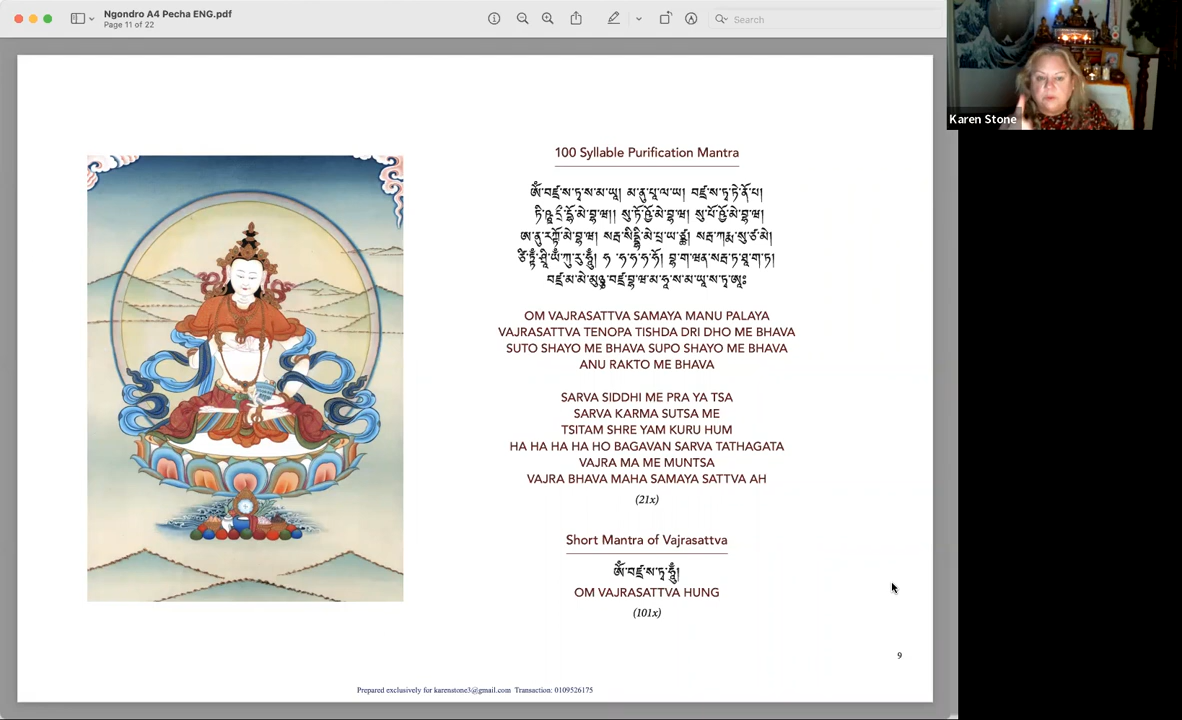 Ngondro A4 Pecha ENG.pdf
Page 11 of 22
Search
Karen Stone
100 Syllable Purification Mantra
ༀ་བཛྲ་ས་ཏྭ་ས་མ་ཡ། མ་ནུ་པཱ་ལ་ཡ། བཛྲ་ས་ཏྭ་ཏེ་ནོ་པ།
OM VAJRASATTVA SAMAYA MANU PALAYA
VAJRASATTVA TENOPA TISHDA DRI DHO ME BHAVA
SUTO SHAYO ME BHAVA SUPO SHAYO ME BHAVA
ANU RAKTO ME BHAVA
SARVA SIDDHI ME PRA YA TSA
SARVA KARMA SUTSA ME
TSITAM SHRE YAM KURU HUM
HA HA HA HA HO BAGAVAN SARVA TATHAGATA
VAJRA MA ME MUNTSA
VAJRA BHAVA MAHA SAMAYA SATTVA AH
(21x)
Short Mantra of Vajrasattva
ༀ་བཛྲ་ས་ཏྭ་ཧཱུྃ།
OM VAJRASATTVA HUNG
(101x)
9
Prepared exclusively for karenstone3@gmail.com Transaction: 0109526175